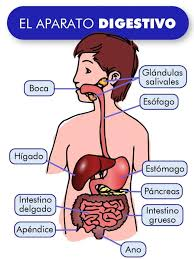 EL APARATO DIGESTIVO
Glándulas
salivales
Boca
Esófago
Hígado
Estómago
Páncreas
Intestino
delgado
Intestino
grueso
Apéndice
Ano